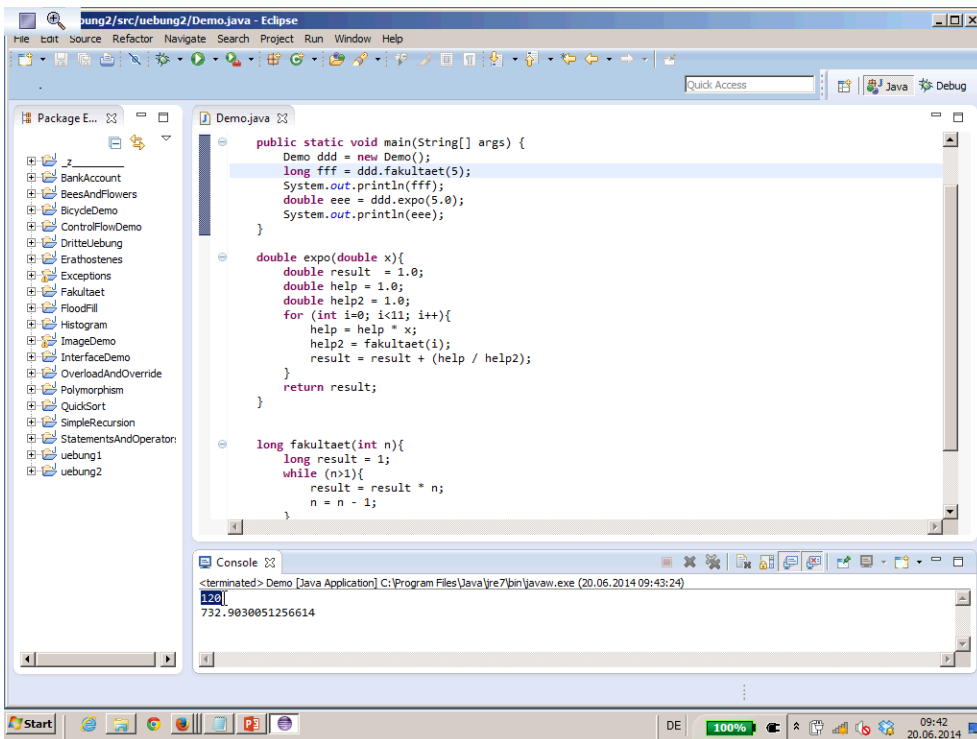 bung2/src/uebung2/Demo.java - Eclipse
File Edit Source Refactor Navigate Search Project Run Window Help
Quick Access
Java
Debug
Package E...
_z_________
BankAccount
BeesAndFlowers
BicycleDemo
ControlFlowDemo
DritteUebung
Erathostenes
Exceptions
Fakultaet
FloodFill
Histogram
ImageDemo
InterfaceDemo
OverloadAndOverride
Polymorphism
QuickSort
SimpleRecursion
StatementsAndOperator
uebung1
uebung2
Demo.java
public static void main(String[] args) {
Demo ddd = new Demo();
long fff = ddd.fakultaet(5);
System.out.println(fff);
double eee = ddd.expo(5.0);
System.out.println(eee);
}
double expo(double x){
double result  = 1.0;
double help = 1.0;
double help2 = 1.0;
for (int i=0; i<11; i++){
help = help * x;
help2 = fakultaet(i);
result = result + (help / help2);
}
return result;
}
long fakultaet(int n){
long result = 1;
while (n>1){
result = result * n;
n = n - 1;
}
Console
<terminated> Demo [Java Application] C:\Program Files\Java\jre7\bin\javaw.exe (20.06.2014 09:43:24)
120
732.9030051256614
Start
DE
100%
09:42
20.06.2014